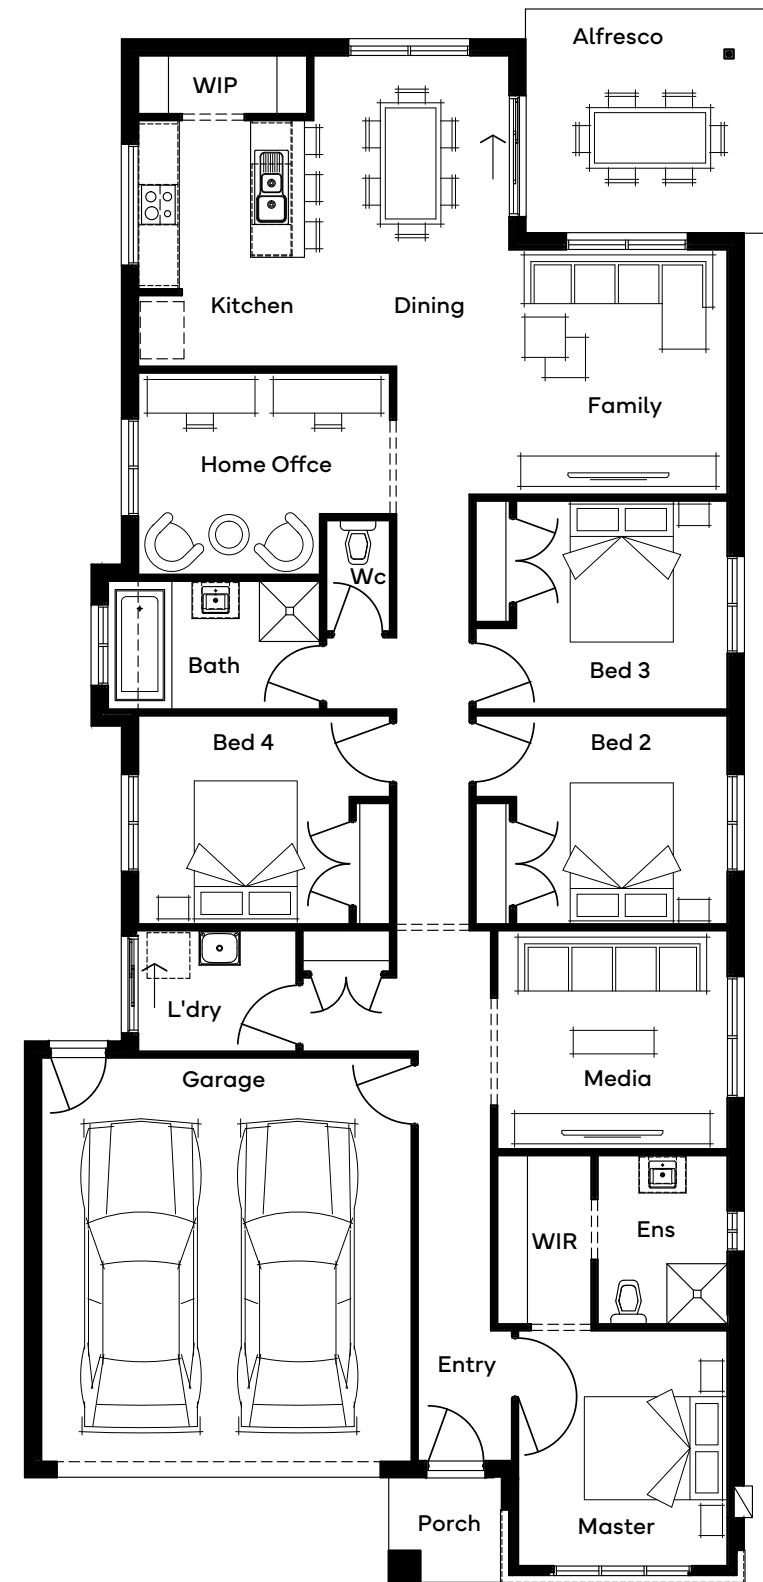 Alfresco
WIP
Kitchen
Dining
Family
Home Offce
Wc
Bath
Bed 3
Bed 4
Bed 2
L'dry
Garage
Media
WIR
Ens
Entry
Porch
Master